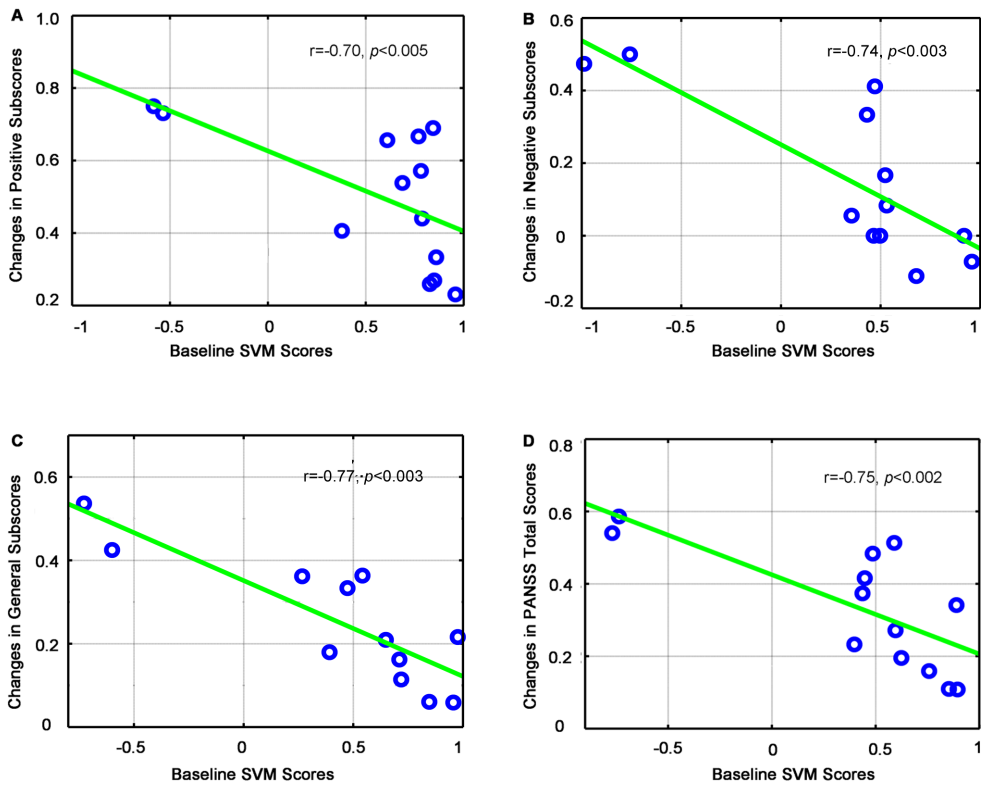 A
r=-0.70, p<0.005
Changes in Positive Subscores
1.0
0.8
0.6
0.4
0.2
-1 -0.5 0 0.5 1
Baseline SVM Scores
B
r=-0.74, p<0.003
Changes in Negative Subscores
0.6
0.4
0.2
0
-0.2
-1 -0.5 0 0.5 1
Baseline SVM Scores
C
r=-0.77, p<0.003
Changes in General Subscores
0.6
0.4
0.2
0
-0.5 0 0.5 1
Baseline SVM Scores
D
r=-0.75, p<0.002
Changes in PANSS Total Scores
0.8
0.6
0.4
0.2
0
-0.5 0 0.5 1
Baseline SVM Scores